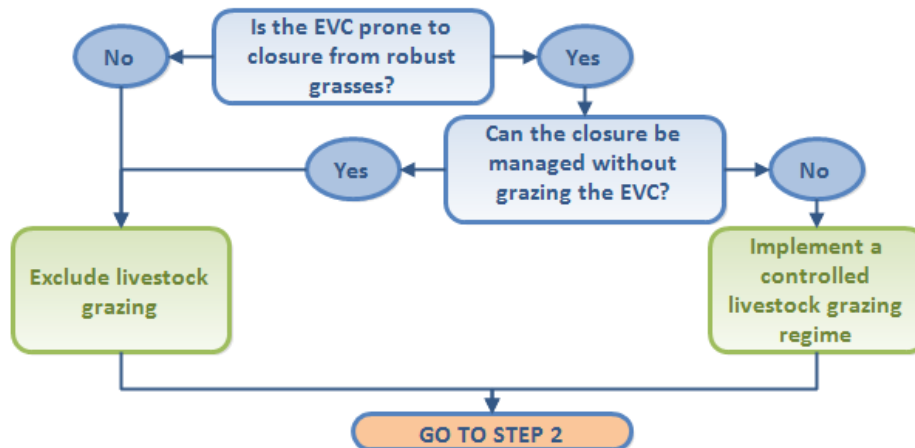 Is the EVC prone to
closure from robust
grasses?
No
Yes
Can the closure be
managed without
grazing the EVC?
Yes
No
Exclude livestock
grazing
Implement a
controlled
livestock grazing
regime
GO TO STEP 2